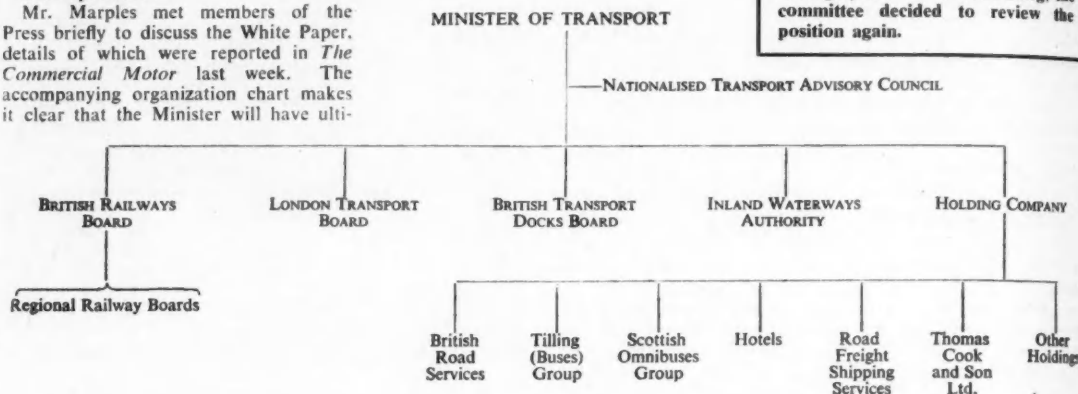 Mr. Marples met members of the
Press briefly to discuss the White Paper,
details of which were reported in The
Commercial Motor last week. The
accompanying organization chart makes
it clear that the Minister will have ulti-
committee decided to review the
position again.
MINISTER OF TRANSPORT
NATIONALISED TRANSPORT ADVISORY COUNCIL
BRITISH RAILWAYS
BOARD
LONDON TRANSPORT
BOARD
BRITISH TRANSPORT
DOCKS BOARD
INLAND WATERWAYS
AUTHORITY
HOLDING COMPANY
Regional Railway Boards
British
Road
Services
Tilling
(Buses)
Group
Scottish
Omnibuses
Group
Hotels
Road
Freight
Shipping
Services
Thomas
Cook
and Son
Ltd.
Other
Holdings